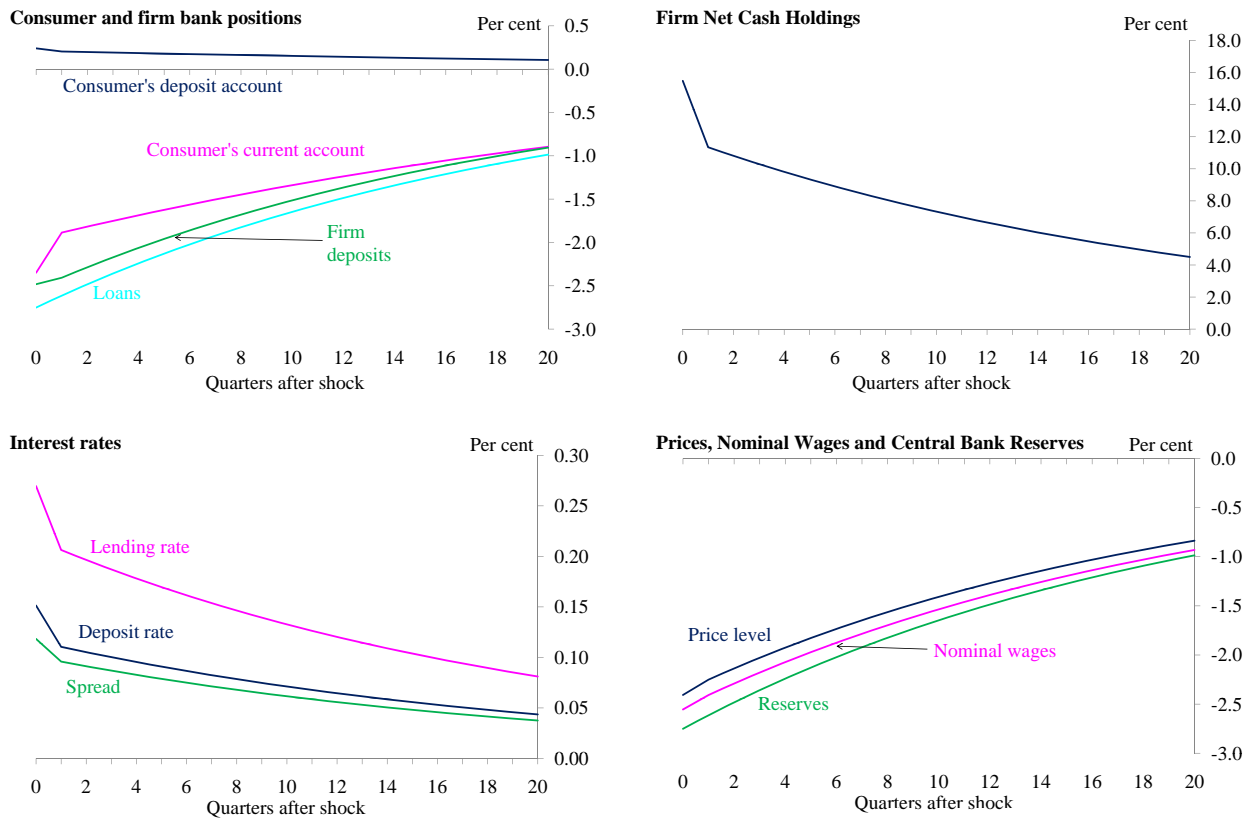 Consumer and firm bank positions
Per cent
0.5
0.0
-0.5
-1.0
-1.5
-2.0
-2.5
-3.0
Consumer's deposit account
Consumer's current account
Firm
deposits
Loans
0 2 4 6 8 10 12 14 16 18 20
Quarters after shock
Firm Net Cash Holdings
Per cent
18.0
16.0
14.0
12.0
10.0
8.0
6.0
4.0
2.0
0.0
0 2 4 6 8 10 12 14 16 18 20
Quarters after shock
Interest rates
Per cent
0.30
0.25
0.20
0.15
0.10
0.05
0.00
Lending rate
Deposit rate
Spread
0 2 4 6 8 10 12 14 16 18 20
Quarters after shock
Prices, Nominal Wages and Central Bank Reserves
Per cent
0.0
-0.5
-1.0
-1.5
-2.0
-2.5
-3.0
Price level
Nominal wages
Reserves
0 2 4 6 8 10 12 14 16 18 20
Quarters after shock